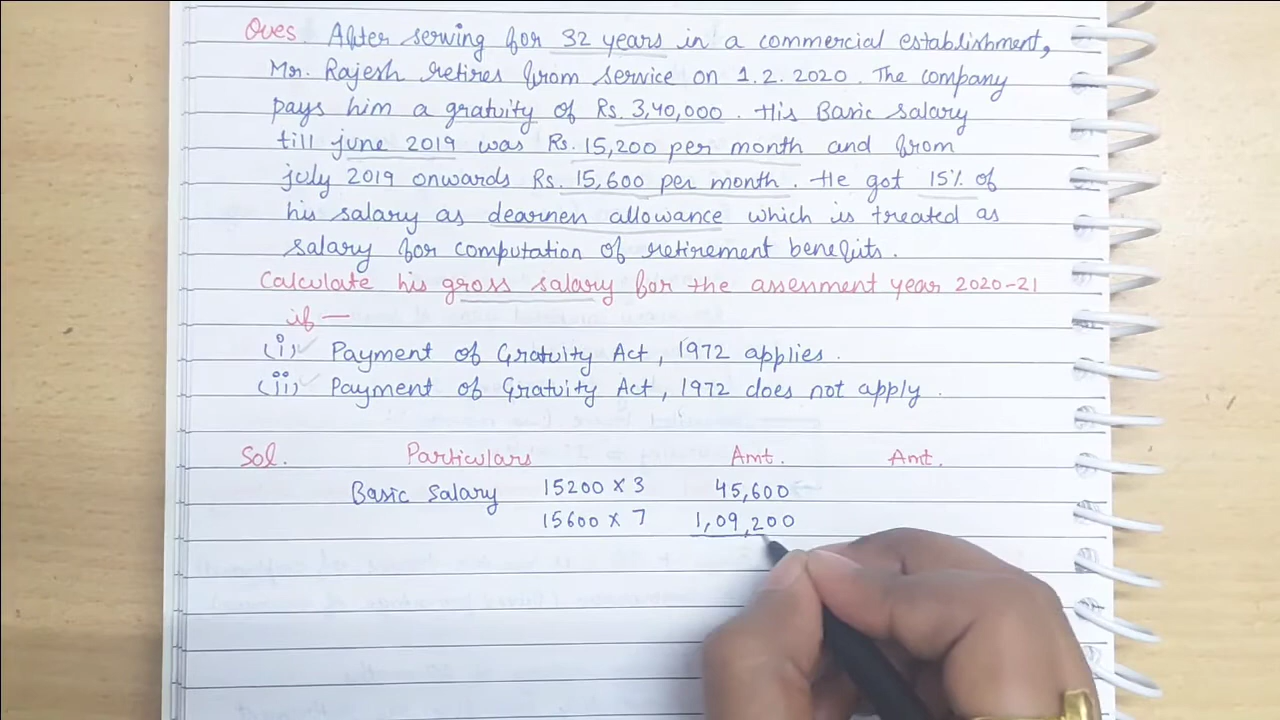 Ques. After serving for 32 years in a commercial establishment,
Mr. Rajesh retires from service on 1.2.2020. The company
pays him a gratuity of Rs. 3,40,000. His Basic salary
till june 2019 was Rs. 15,200 per month and from
july 2019 onwards Rs. 15,600 per month. He got 15% of
his salary as dearness allowance which is treated as
salary for computation of retirement benefits.
Calculate his gross salary for the assessment year 2020-21
if —
(i) Payment of Gratuity Act, 1972 applies.
(ii) Payment of Gratuity Act, 1972 does not apply.
Sol. Particulars Amt. Amt.
Basic Salary 15200 × 3 45,600
15600 × 7 1,09,200